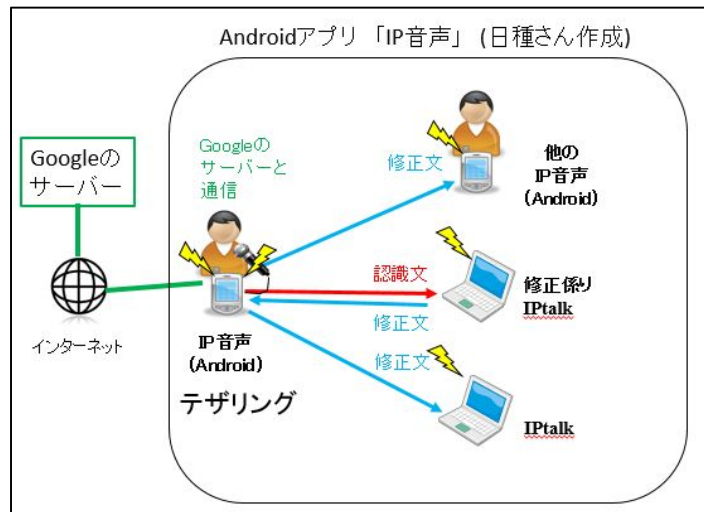 Androidアプリ 「IP音声」 (日種さん作成)
Googleの
サーバー
インターネット
Googleの
サーバーと
通信
IP音声
(Android)
テザリング
修正文
他の
IP音声
(Android)
認識文
修正文
修正係り
IPtalk
修正文
IPtalk